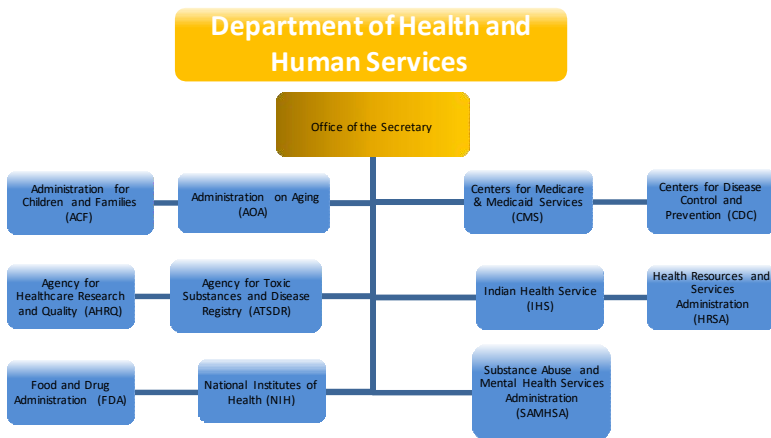 Department of Health and
Human Services
Office of the Secretary
Administration for
Children and Families
(ACF)
Administration on Aging
(AOA)
Centers for Medicare
& Medicaid Services
(CMS)
Centers for Disease
Control and
Prevention (CDC)
Agency for
Healthcare Research
and Quality (AHRQ)
Agency for Toxic
Substances and Disease
Registry (ATSDR)
Indian Health Service
(IHS)
Health Resources and
Services
Administration
(HRSA)
Food and Drug
Administration (FDA)
National Institutes of
Health (NIH)
Substance Abuse and
Mental Health Services
Administration
(SAMHSA)